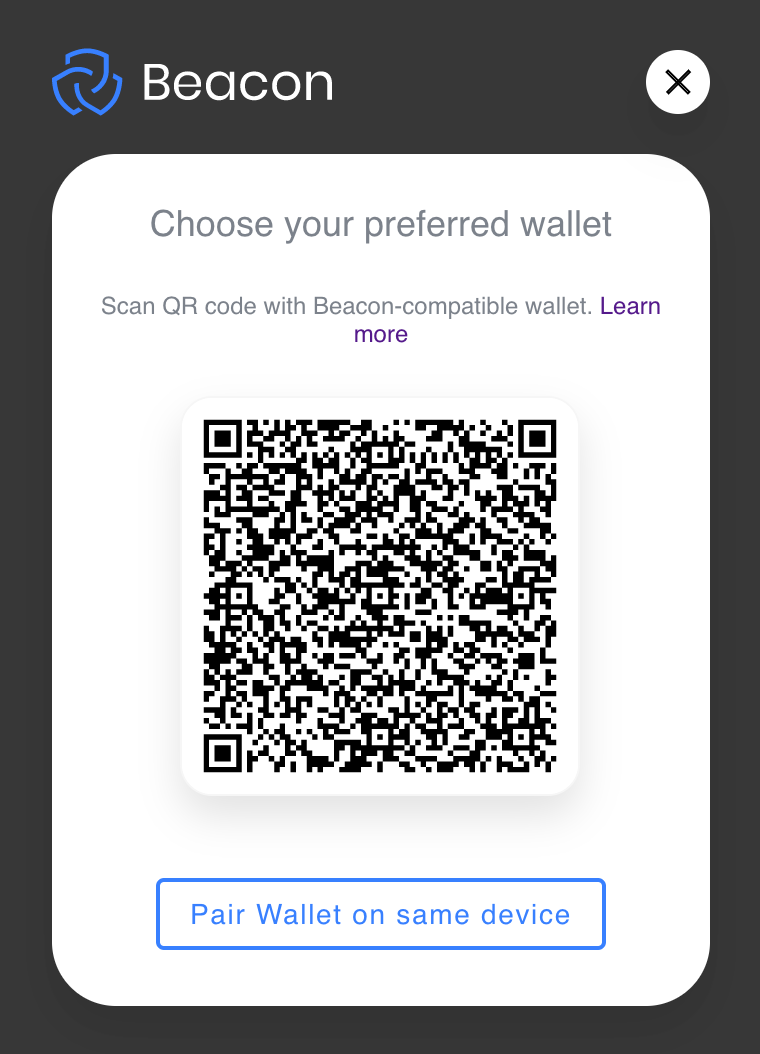 Beacon
Choose your preferred wallet
Scan QR code with Beacon-compatible wallet. Learn
more
Pair Wallet on same device